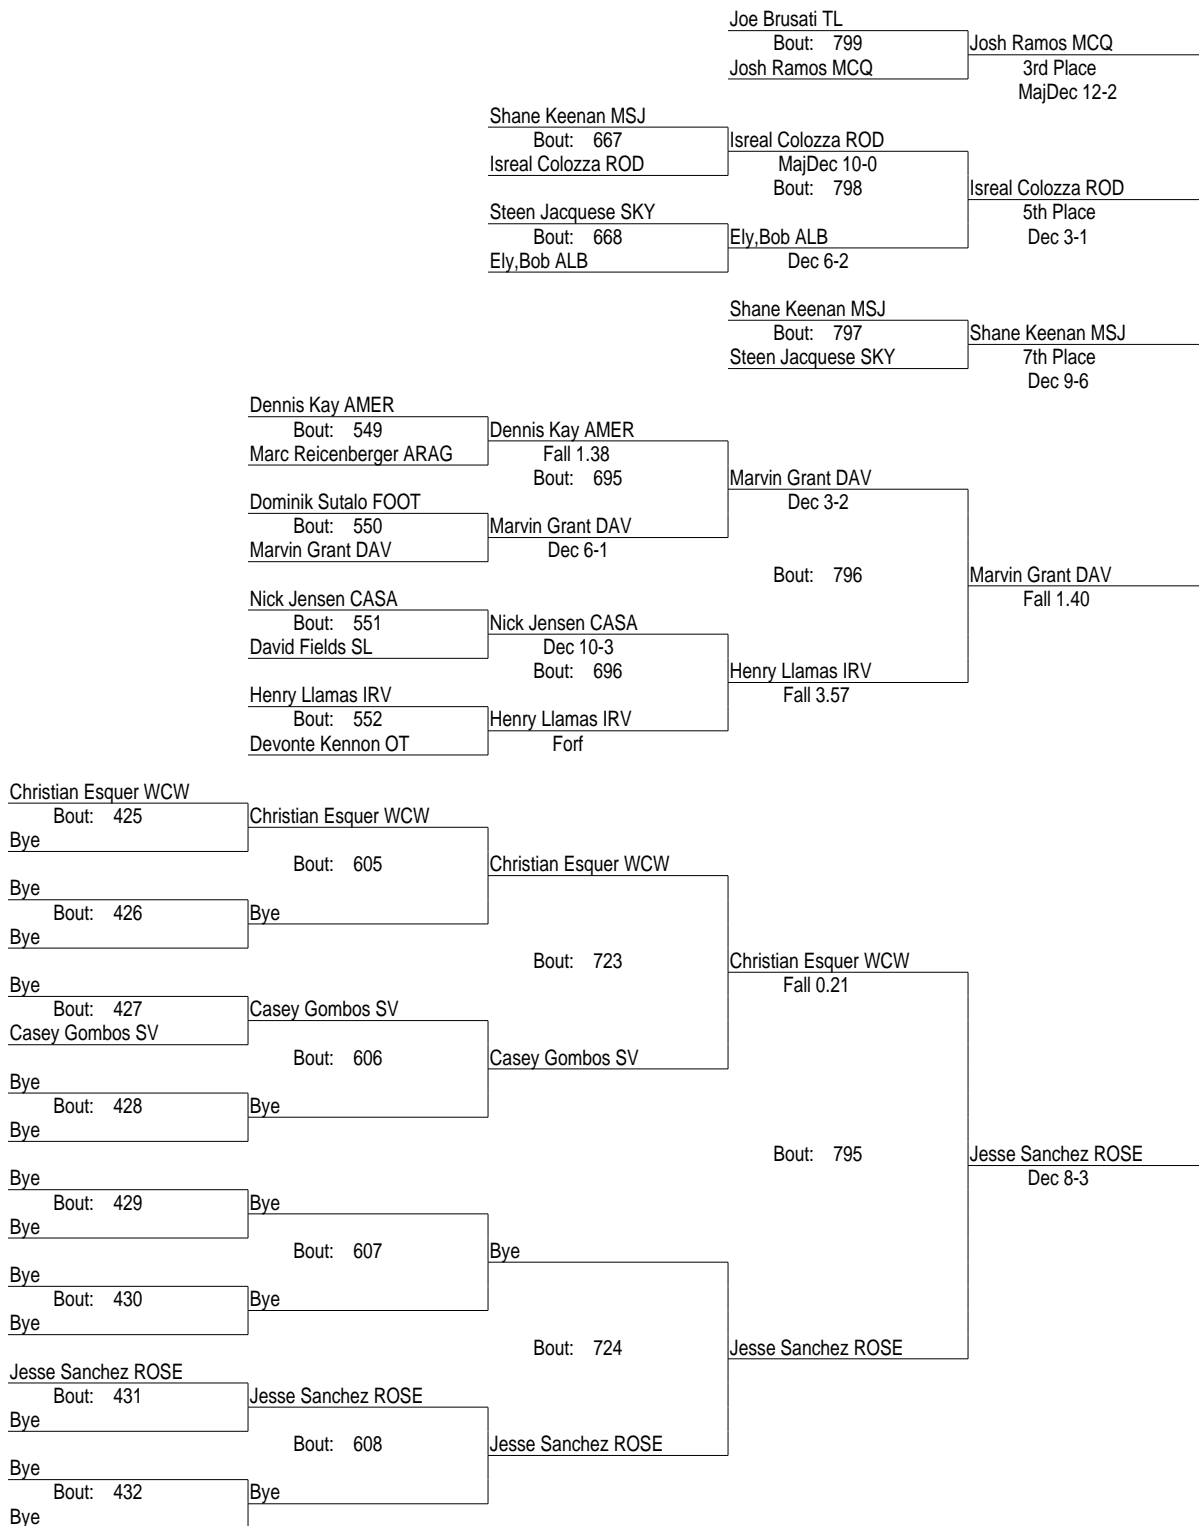 Joe Brusati TL
Bout: 799
Josh Ramos MCQ
Josh Ramos MCQ
3rd Place
MajDec 12-2
Shane Keenan MSJ
Bout: 667
Isreal Colozza ROD
Isreal Colozza ROD
MajDec 10-0
Bout: 798
Isreal Colozza ROD
5th Place
Dec 3-1
Steen Jacquese SKY
Bout: 668
Ely,Bob ALB
Ely,Bob ALB
Dec 6-2
Shane Keenan MSJ
Bout: 797
Steen Jacquese SKY
Shane Keenan MSJ
7th Place
Dec 9-6
Dennis Kay AMER
Bout: 549
Marc Reicenberger ARAG
Dennis Kay AMER
Fall 1.38
Bout: 695
Marvin Grant DAV
Dec 3-2
Dominik Sutalo FOOT
Bout: 550
Marvin Grant DAV
Marvin Grant DAV
Dec 6-1
Bout: 796
Marvin Grant DAV
Fall 1.40
Nick Jensen CASA
Bout: 551
David Fields SL
Nick Jensen CASA
Dec 10-3
Bout: 696
Henry Llamas IRV
Fall 3.57
Henry Llamas IRV
Bout: 552
Devonte Kennon OT
Henry Llamas IRV
Forf
Christian Esquer WCW
Bout: 425
Bye
Christian Esquer WCW
Bout: 605
Christian Esquer WCW
Bye
Bout: 426
Bye
Bye
Bout: 723
Christian Esquer WCW
Fall 0.21
Bye
Bout: 427
Casey Gombos SV
Casey Gombos SV
Bout: 606
Casey Gombos SV
Bye
Bout: 428
Bye
Bye
Bout: 795
Jesse Sanchez ROSE
Dec 8-3
Bye
Bout: 429
Bye
Bye
Bout: 607
Bye
Bye
Bout: 430
Bye
Bye
Bout: 724
Jesse Sanchez ROSE
Jesse Sanchez ROSE
Bout: 431
Bye
Jesse Sanchez ROSE
Bout: 608
Jesse Sanchez ROSE
Bye
Bout: 432
Bye
Bye